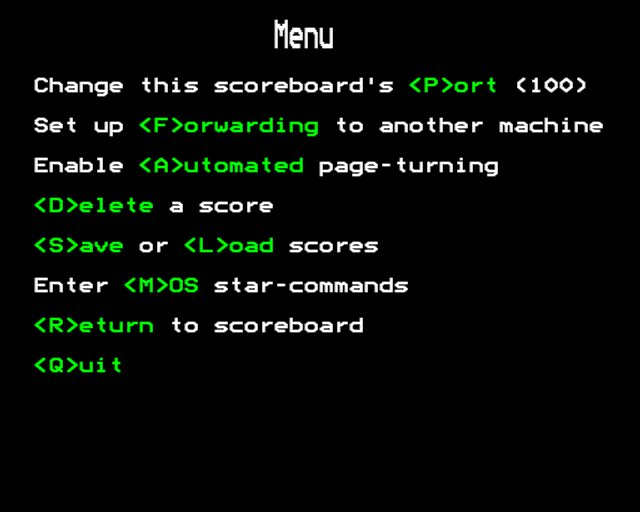 Menu
Change this scoreboard's <P>ort (100)
Set up <F>orwarding to another machine
Enable <A>utomated page-turning
<D>elete a score
<S>ave or <L>oad scores
Enter <M>OS star-commands
<R>eturn to scoreboard
<Q>uit